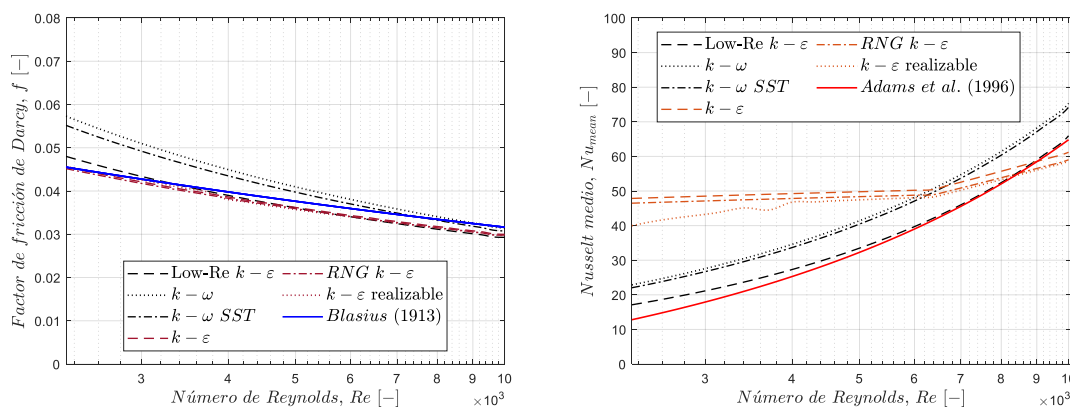 Factor de fricción de Darcy, f [−]
0.08
0.07
0.06
0.05
0.04
0.03
0.02
0.01
0
Low-Re k − ε
k − ω
k − ω SST
k − ε
RNG k − ε
k − ε realizable
Blasius (1913)
3 4 5 6 7 8 9 10
Número de Reynolds, Re [−]
×10³
Nusselt medio, Nu_mean [−]
100
90
80
70
60
50
40
30
20
10
0
Low-Re k − ε
k − ω
k − ω SST
k − ε
RNG k − ε
k − ε realizable
Adams et al. (1996)
3 4 5 6 7 8 9 10
Número de Reynolds, Re [−]
×10³